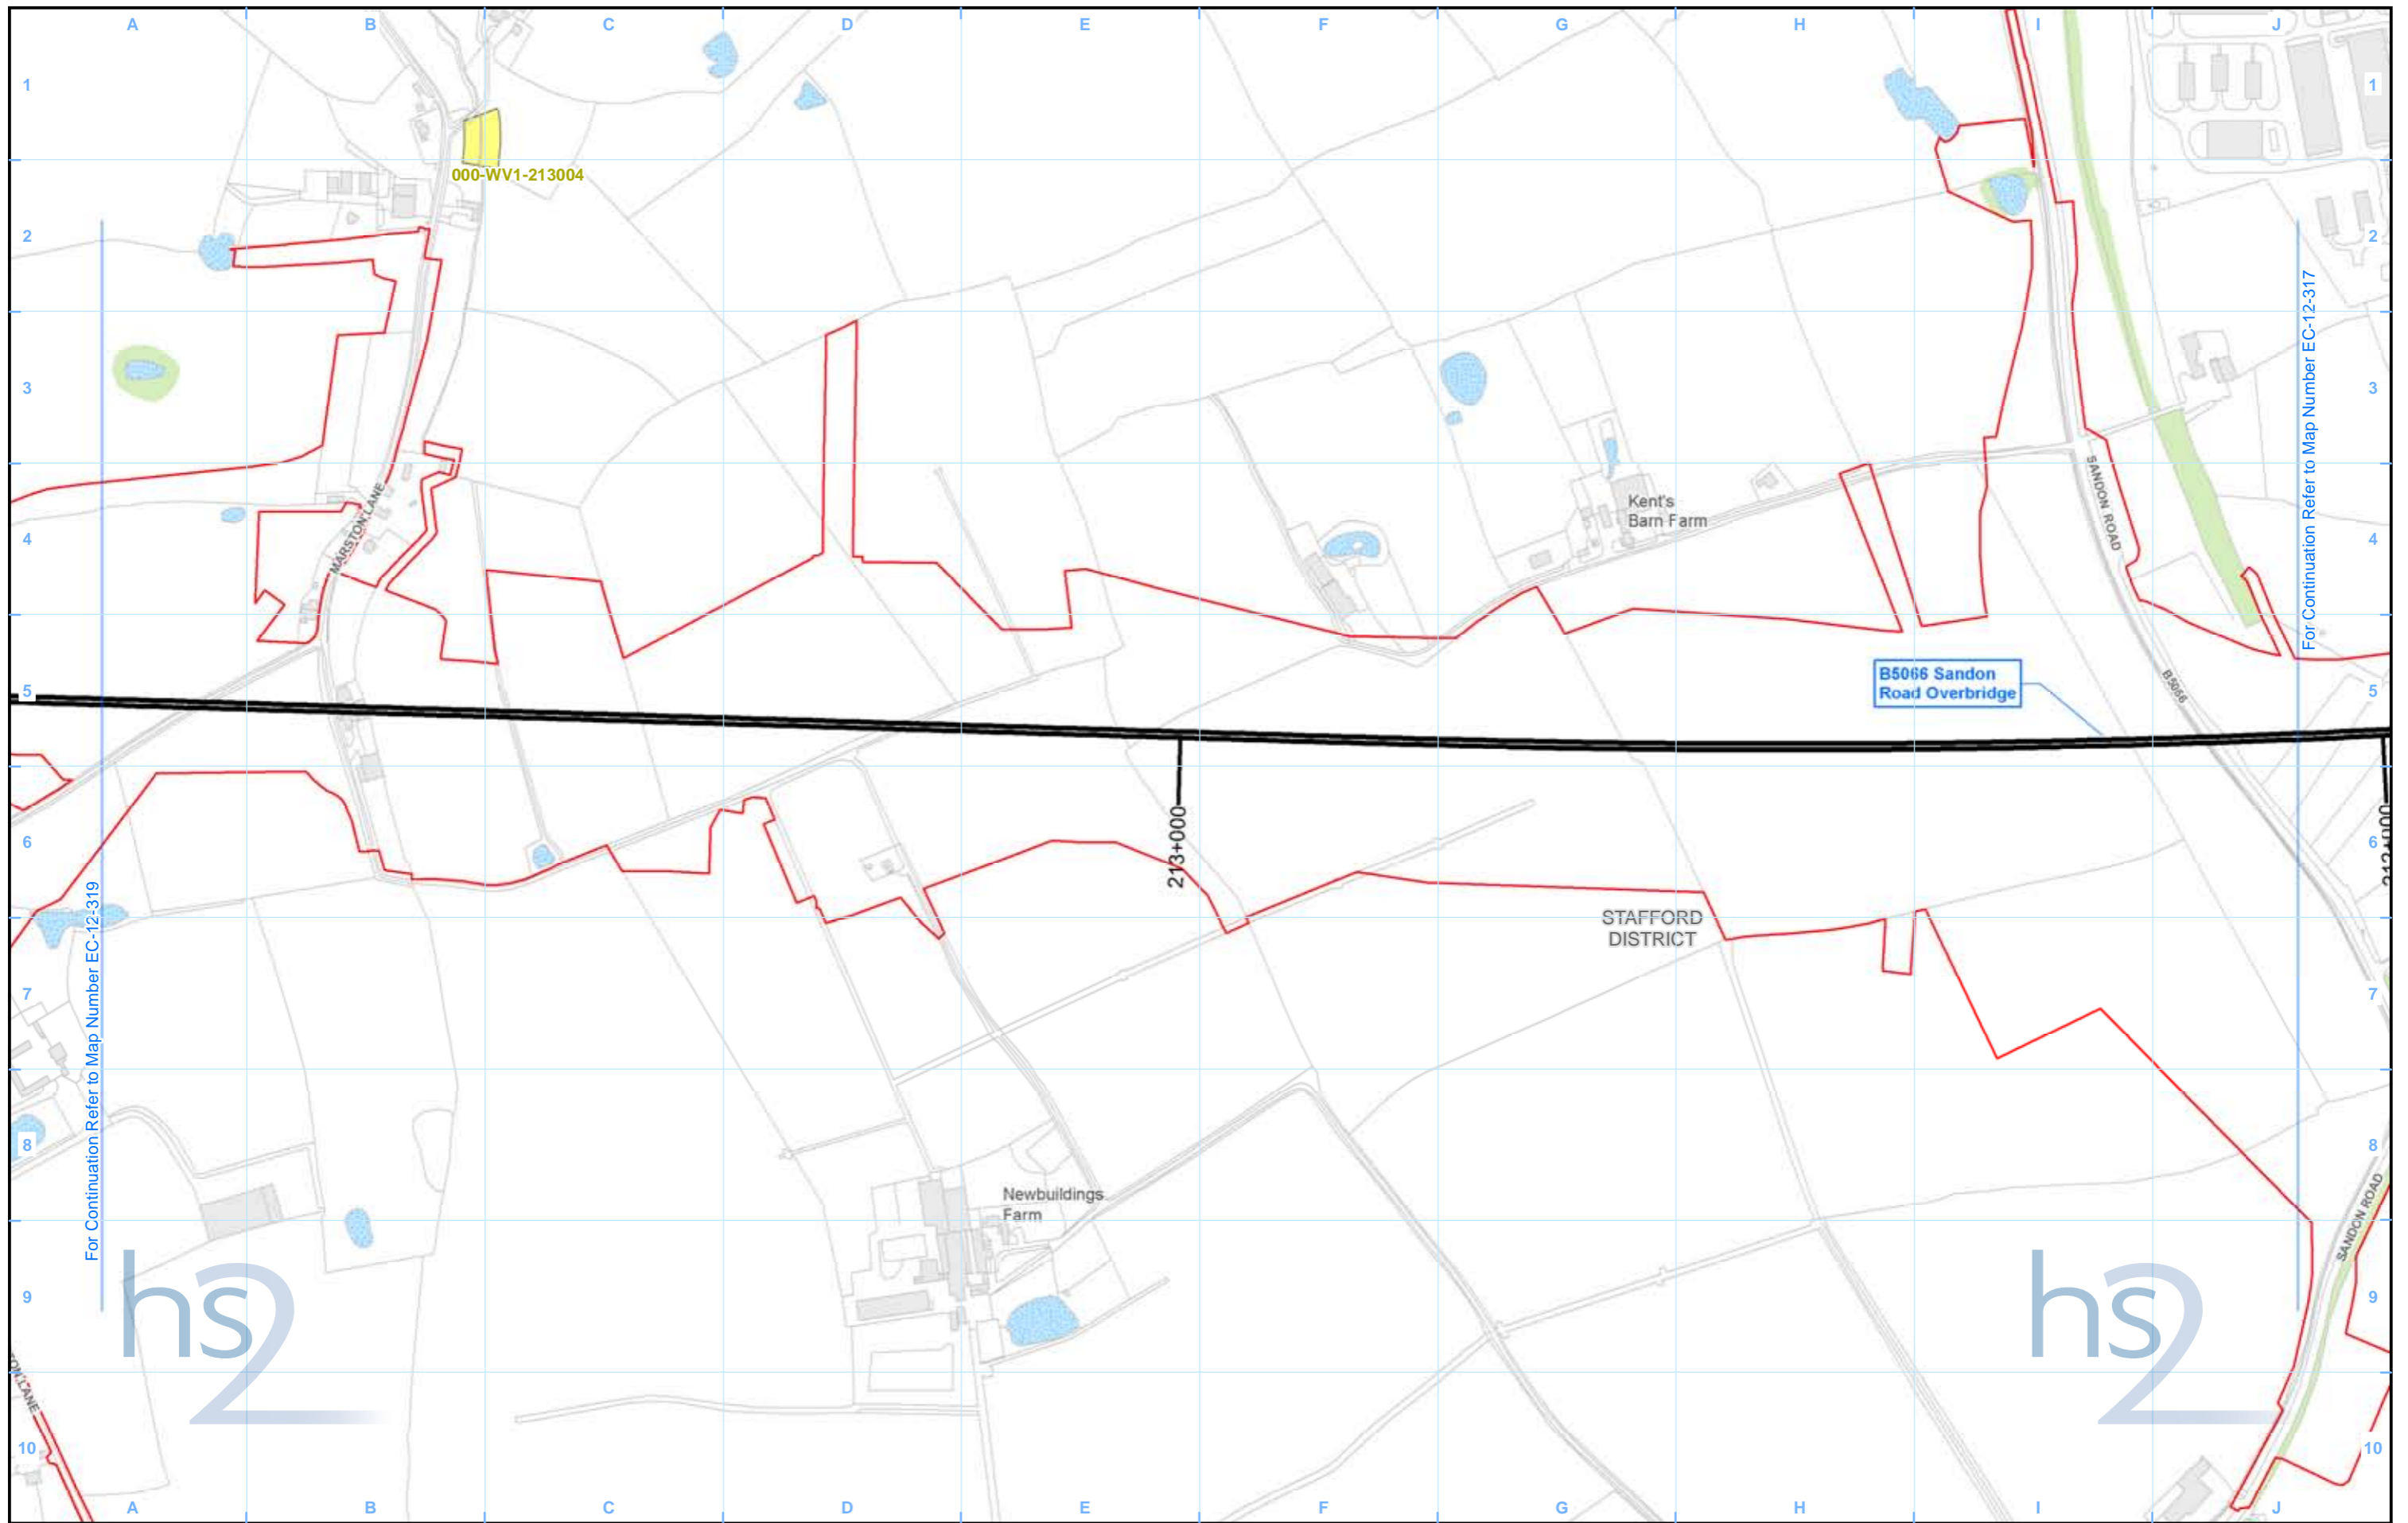 A B C D E F G H I J
1 1
000-WV1-213004
2 2
For Continuation Refer to Map Number EC-12-317
3 3
MARSTON LANE
Kent's
Barn Farm
SANDON ROAD
4 4
B5066 Sandon
Road Overbridge
B5066
5 5
213+000
6 6
For Continuation Refer to Map Number EC-12-319
STAFFORD
DISTRICT
7 7
8 8
Newbuildings
Farm
SANDON ROAD
hs2
hs2
9 9
LANE
10 10
A B C D E F G H I J